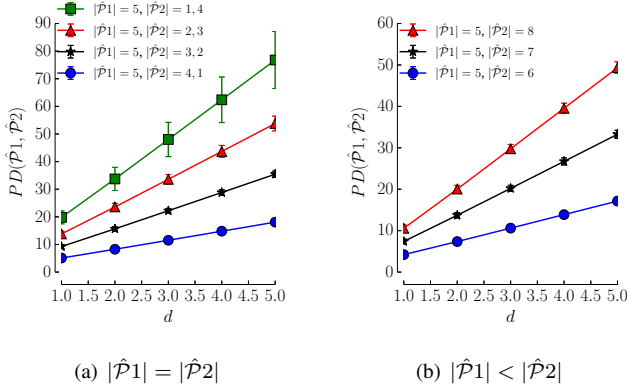 |P̂1| = 5, |P̂2| = 1,4
|P̂1| = 5, |P̂2| = 2,3
|P̂1| = 5, |P̂2| = 3,2
|P̂1| = 5, |P̂2| = 4,1
90
80
70
60
50
40
30
20
10
0
PD(P̂1, P̂2)
1.0 1.5 2.0 2.5 3.0 3.5 4.0 4.5 5.0
d
(a) |P̂1| = |P̂2|
|P̂1| = 5, |P̂2| = 8
|P̂1| = 5, |P̂2| = 7
|P̂1| = 5, |P̂2| = 6
60
50
40
30
20
10
0
PD(P̂1, P̂2)
1.0 1.5 2.0 2.5 3.0 3.5 4.0 4.5 5.0
d
(b) |P̂1| < |P̂2|